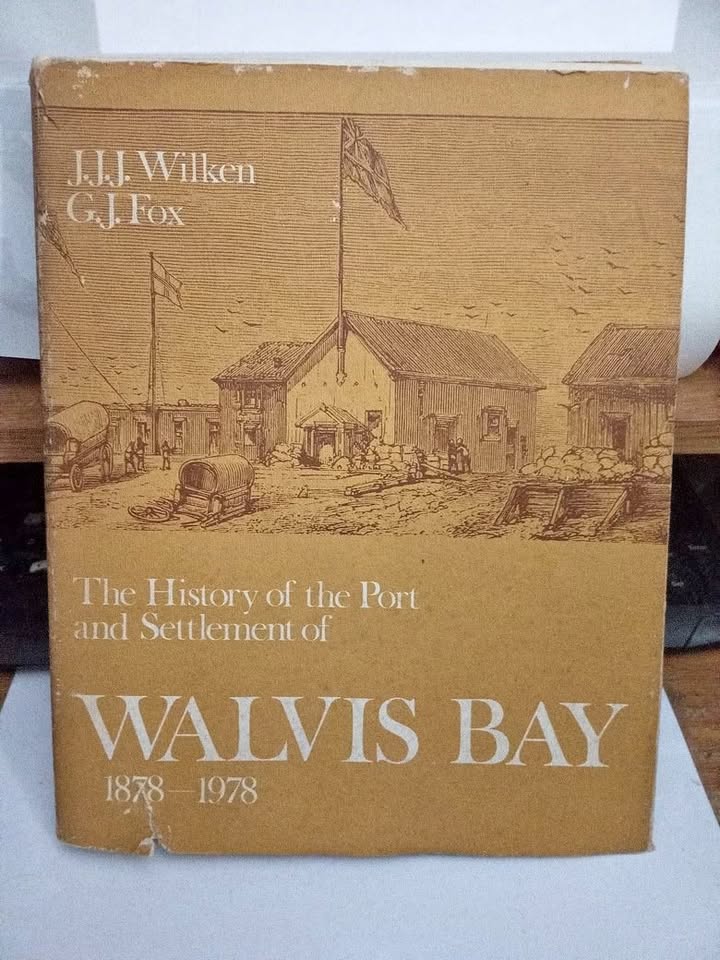 J.J.J. Wilken
G.J. Fox
The History of the Port
and Settlement of
WALVIS BAY
1878—1978